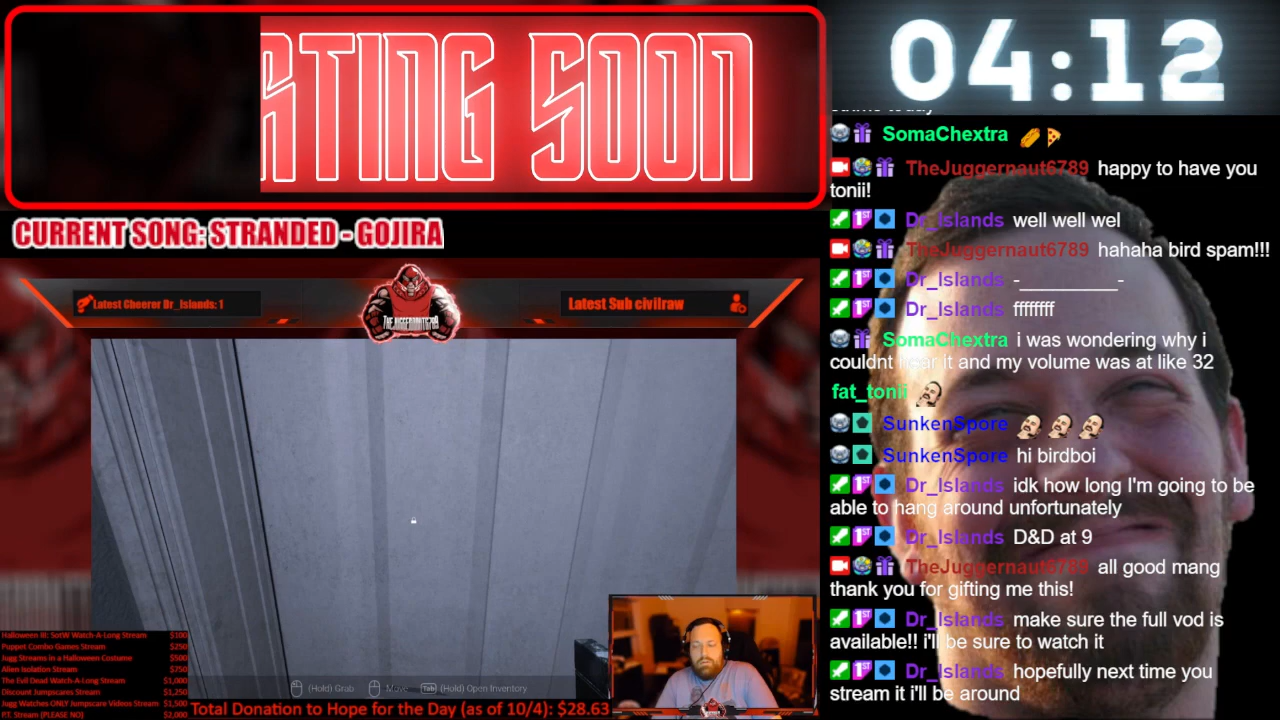 ATING SOON
04:12
CURRENT SONG: STRANDED - GOJIRA
Latest Cheerer Dr_Islands: 1
THEJUGGERNAUT6789
Latest Sub civilraw
(Hold) Grab
Move
Tab (Hold) Open Inventory
Halloween III: SotW Watch-A-Long Stream $100
Puppet Combo Games Stream $250
Jugg Streams in a Halloween Costume $500
Alien Isolation Stream $750
The Evil Dead Watch-A-Long Stream $1,000
Discount Jumpscares Stream $1,250
Jugg Watches ONLY Jumpscare Videos Stream $1,500
P.T. Stream (PLEASE NO) $2,000
Total Donation to Hope for the Day (as of 10/4): $28.63
SomaChextra
TheJuggernaut6789 happy to have you
tonii!
Dr_Islands well well wel
TheJuggernaut6789 hahaha bird spam!!!
Dr_Islands -__________-
Dr_Islands ffffffff
SomaChextra i was wondering why i
couldnt hear it and my volume was at like 32
fat_tonii
SunkenSpore
SunkenSpore hi birdboi
Dr_Islands idk how long I'm going to be
able to hang around unfortunately
Dr_Islands D&D at 9
TheJuggernaut6789 all good mang
thank you for gifting me this!
Dr_Islands make sure the full vod is
available!! i'll be sure to watch it
Dr_Islands hopefully next time you
stream it i'll be around